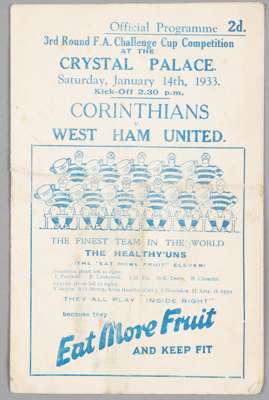 Official Programme 2d.
3rd Round F.A. Challenge Cup Competition
AT THE
CRYSTAL PALACE.
Saturday, January 14th, 1933.
Kick-Off 2.30 p.m.
CORINTHIANS
v.
WEST HAM UNITED.
THE FINEST TEAM IN THE WORLD
THE HEALTHY'UNS
(THE "EAT MORE FRUIT" ELEVEN)
THEY ALL PLAY "INSIDE RIGHT"
because they
Eat More Fruit
AND KEEP FIT